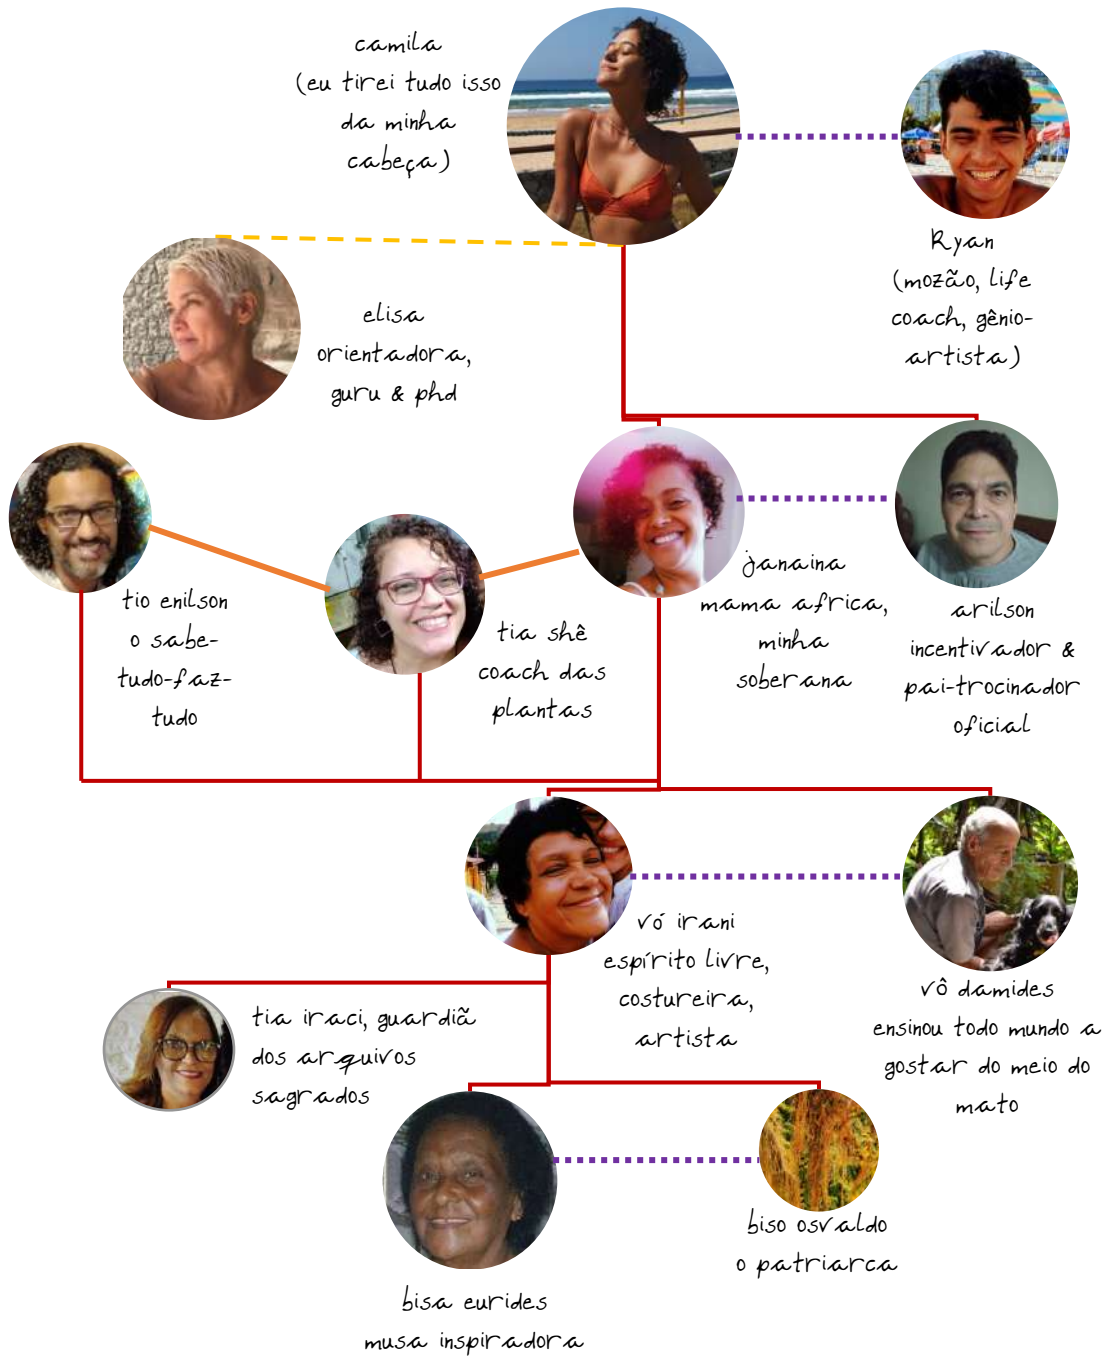 camila
(eu tirei tudo isso
da minha
cabeça)
Ryan
(mozão, life
coach, gênio-
artista)
elisa
orientadora,
guru & phd
tio enilson
o sabe-
tudo-faz-
tudo
tia shê
coach das
plantas
janaina
mama africa,
minha
soberana
arilson
incentivador &
pai-trocinador
oficial
vó irani
espírito livre,
costureira,
artista
vô damides
ensinou todo mundo a
gostar do meio do
mato
tia iraci, guardiã
dos arquivos
sagrados
biso osvaldo
o patriarca
bisa eurides
musa inspiradora